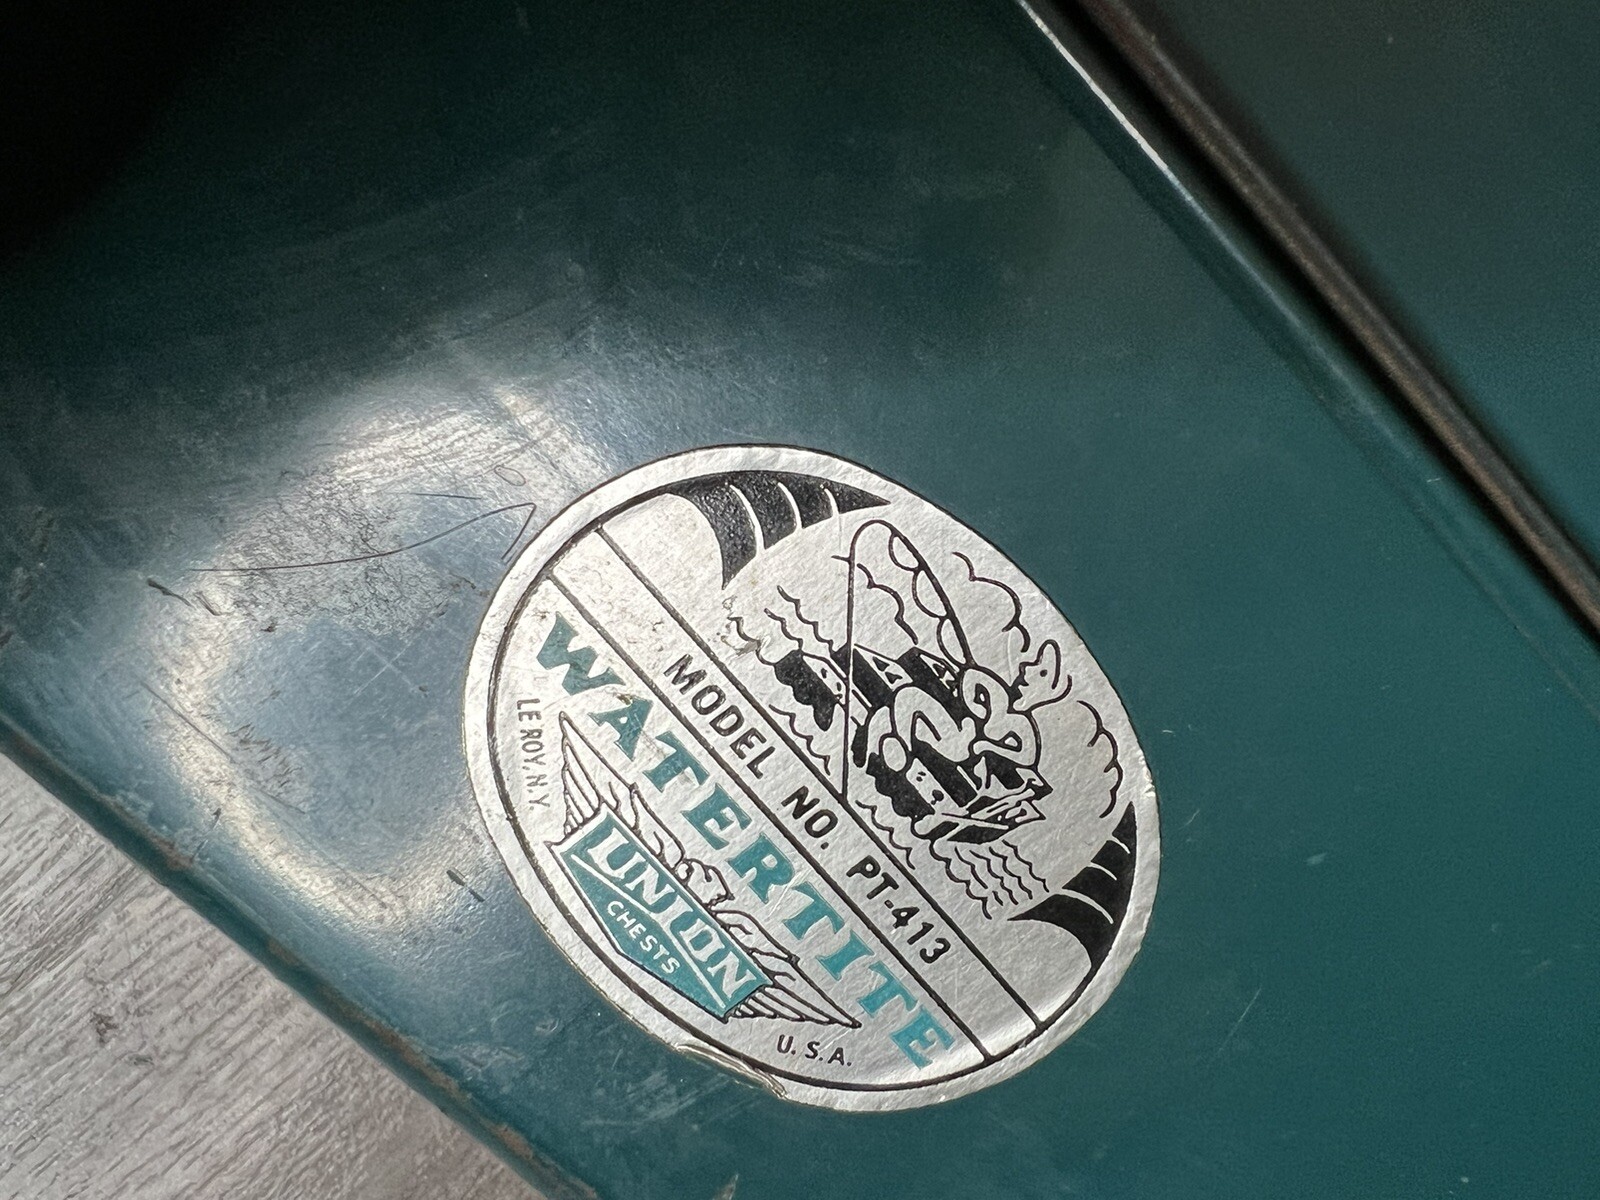 MODEL NO. PT-413
WATERTITE
UNION
CHESTS
LE ROY, N.Y.
U.S.A.